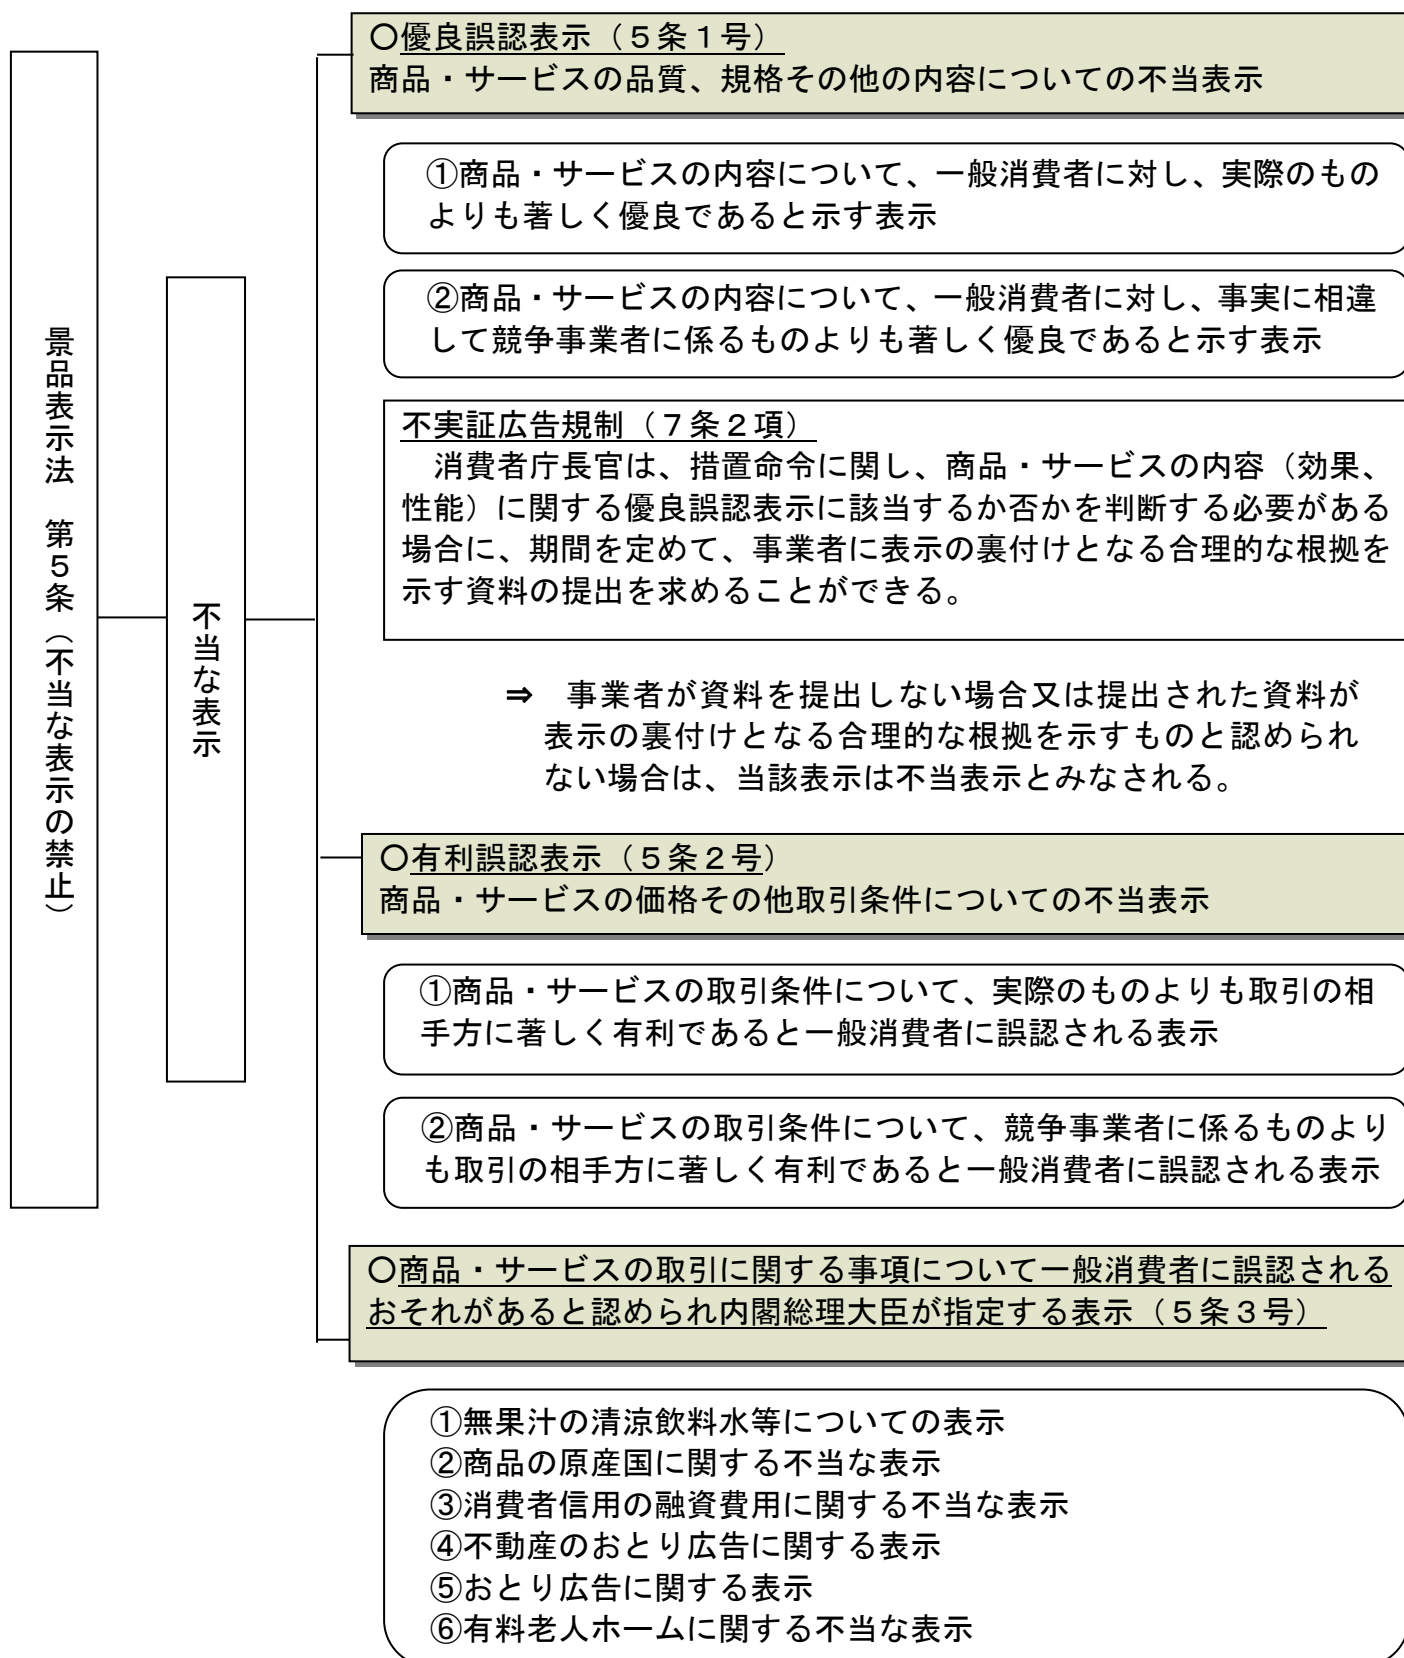 景品表示法　第５条（不当な表示の禁止）
不当な表示
○優良誤認表示（５条１号）
商品・サービスの品質、規格その他の内容についての不当表示
①商品・サービスの内容について、一般消費者に対し、実際のもの
よりも著しく優良であると示す表示
②商品・サービスの内容について、一般消費者に対し、事実に相違
して競争事業者に係るものよりも著しく優良であると示す表示
不実証広告規制（７条２項）
　消費者庁長官は、措置命令に関し、商品・サービスの内容（効果、
性能）に関する優良誤認表示に該当するか否かを判断する必要がある
場合に、期間を定めて、事業者に表示の裏付けとなる合理的な根拠を
示す資料の提出を求めることができる。
⇒　事業者が資料を提出しない場合又は提出された資料が
表示の裏付けとなる合理的な根拠を示すものと認められ
ない場合は、当該表示は不当表示とみなされる。
○有利誤認表示（５条２号）
商品・サービスの価格その他取引条件についての不当表示
①商品・サービスの取引条件について、実際のものよりも取引の相
手方に著しく有利であると一般消費者に誤認される表示
②商品・サービスの取引条件について、競争事業者に係るものより
も取引の相手方に著しく有利であると一般消費者に誤認される表示
○商品・サービスの取引に関する事項について一般消費者に誤認される
おそれがあると認められ内閣総理大臣が指定する表示（５条３号）
①無果汁の清涼飲料水等についての表示
②商品の原産国に関する不当な表示
③消費者信用の融資費用に関する不当な表示
④不動産のおとり広告に関する表示
⑤おとり広告に関する表示
⑥有料老人ホームに関する不当な表示